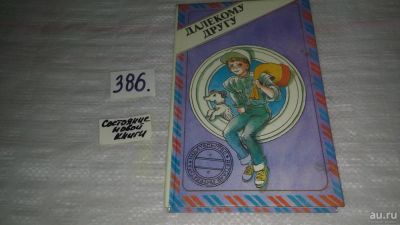 ДАЛЕКОМУ
ДРУГУ
386.
Состояние
новой
книги
au.ru